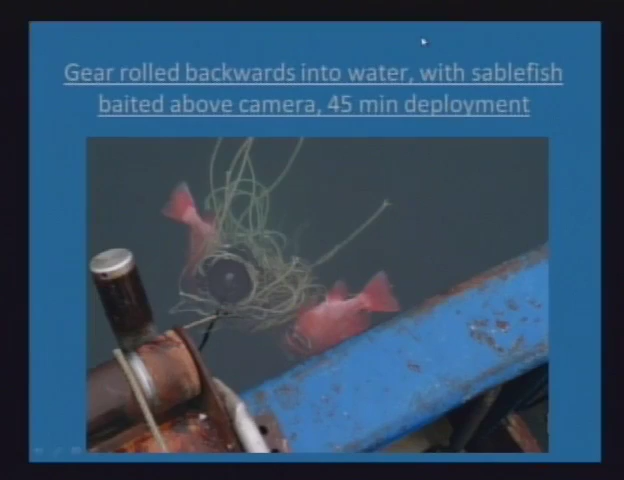 Gear rolled backwards into water, with sablefish
baited above camera, 45 min deployment